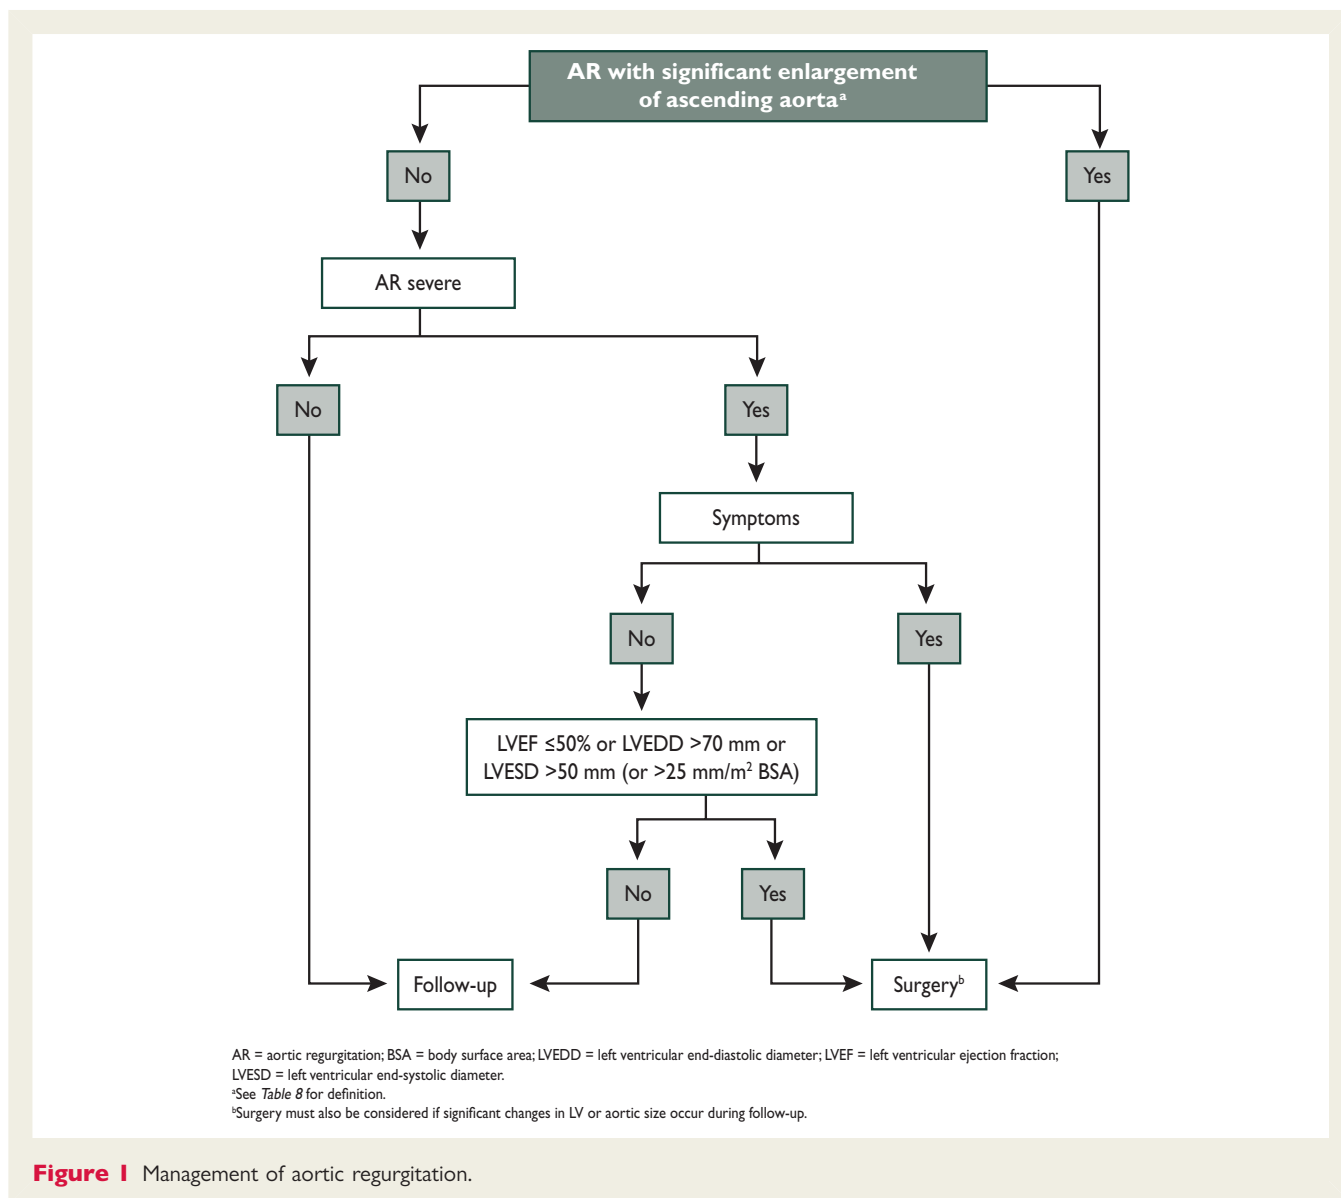 AR with significant enlargement
of ascending aortaᵃ
No
Yes
AR severe
No
Yes
Symptoms
No
Yes
LVEF ≤50% or LVEDD >70 mm or
LVESD >50 mm (or >25 mm/m² BSA)
No
Yes
Follow-up
Surgeryᵇ
AR = aortic regurgitation; BSA = body surface area; LVEDD = left ventricular end-diastolic diameter; LVEF = left ventricular ejection fraction;
LVESD = left ventricular end-systolic diameter.
ᵃSee Table 8 for definition.
ᵇSurgery must also be considered if significant changes in LV or aortic size occur during follow-up.
Figure 1 Management of aortic regurgitation.